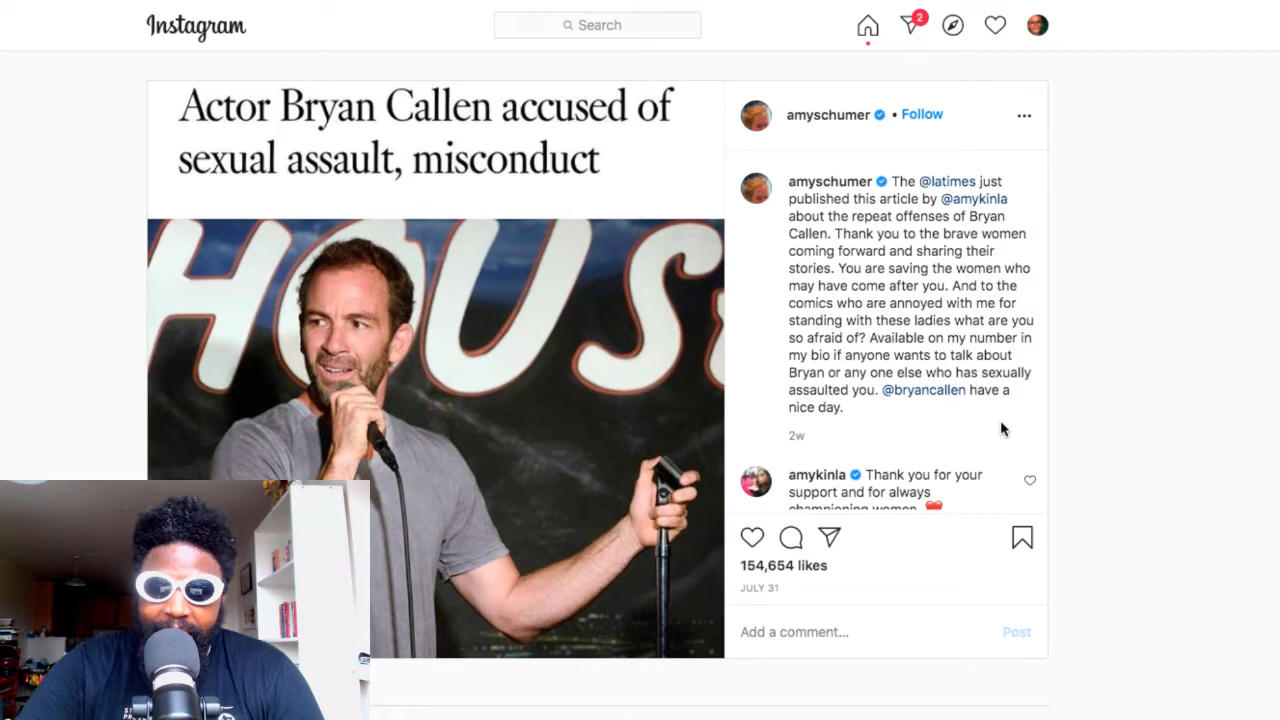 Instagram
Search
2
Actor Bryan Callen accused of
sexual assault, misconduct
HOUS
amyschumer • Follow
amyschumer The @latimes just
published this article by @amykinla
about the repeat offenses of Bryan
Callen. Thank you to the brave women
coming forward and sharing their
stories. You are saving the women who
may have come after you. And to the
comics who are annoyed with me for
standing with these ladies what are you
so afraid of? Available on my number in
my bio if anyone wants to talk about
Bryan or any one else who has sexually
assaulted you. @bryancallen have a
nice day.
2w
amykinla Thank you for your
support and for always
championing women. ❤️
154,654 likes
JULY 31
Add a comment...
Post